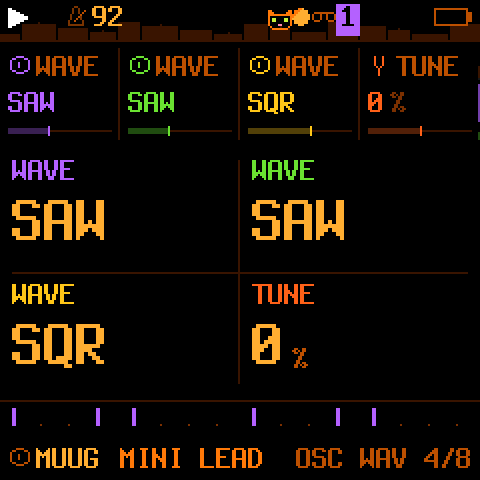 92 1
WAVE WAVE WAVE TUNE
SAW SAW SQR 0 %
WAVE WAVE
SAW SAW
WAVE TUNE
SQR 0 %
MUUG MINI LEAD OSC WAV 4/8